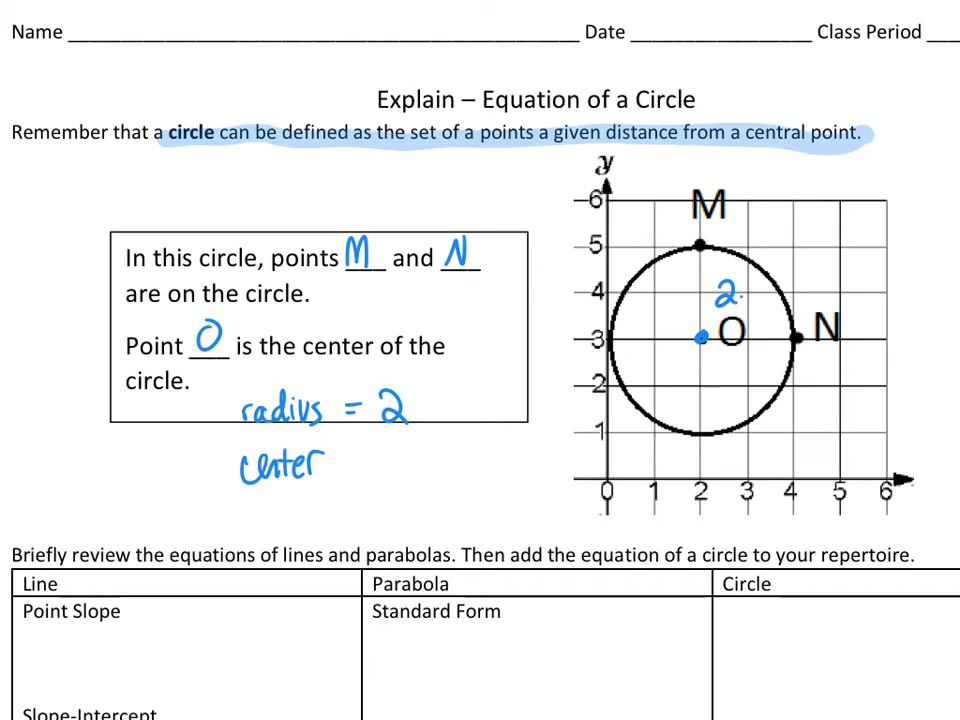 Name ______________________________________________ Date ________________ Class Period ___
Explain – Equation of a Circle
Remember that a circle can be defined as the set of a points a given distance from a central point.
y
6
M
In this circle, points M and N
5
are on the circle.
4
2
Point O is the center of the
3
O
N
circle.
2
radius = 2
1
center
0 1 2 3 4 5 6
Briefly review the equations of lines and parabolas. Then add the equation of a circle to your repertoire.
Line Parabola Circle
Point Slope Standard Form
Slope-Intercept